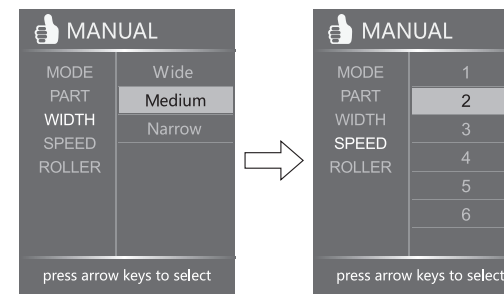 MANUAL
MODE
PART
WIDTH
SPEED
ROLLER
Wide
Medium
Narrow
press arrow keys to select
MANUAL
MODE
PART
WIDTH
SPEED
ROLLER
1
2
3
4
5
6
press arrow keys to select